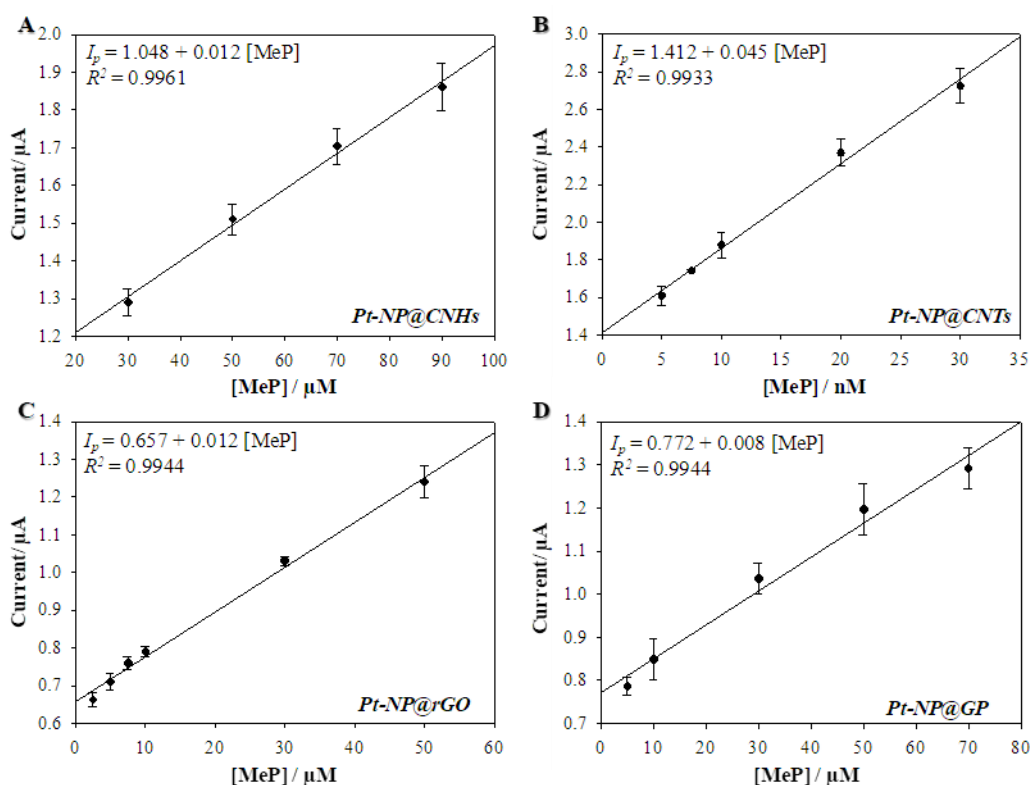 A
I_p = 1.048 + 0.012 [MeP]
R² = 0.9961
Current/µA
2.0
1.9
1.8
1.7
1.6
1.5
1.4
1.3
1.2
20 30 40 50 60 70 80 90 100
[MeP] / µM
Pt-NP@CNHs
B
I_p = 1.412 + 0.045 [MeP]
R² = 0.9933
Current/µA
3.0
2.8
2.6
2.4
2.2
2.0
1.8
1.6
1.4
0 5 10 15 20 25 30 35
[MeP] / nM
Pt-NP@CNTs
C
I_p = 0.657 + 0.012 [MeP]
R² = 0.9944
Current/µA
1.4
1.3
1.2
1.1
1.0
0.9
0.8
0.7
0.6
0 10 20 30 40 50 60
[MeP] / µM
Pt-NP@rGO
D
I_p = 0.772 + 0.008 [MeP]
R² = 0.9944
Current/µA
1.4
1.3
1.2
1.1
1.0
0.9
0.8
0.7
0 10 20 30 40 50 60 70 80
[MeP] / µM
Pt-NP@GP